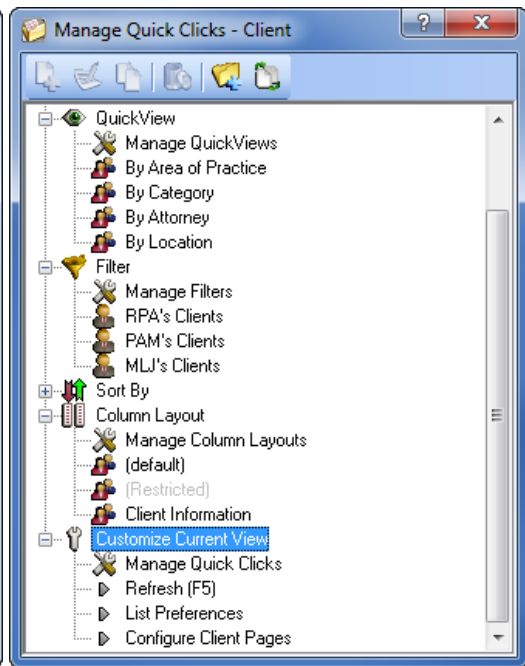 Manage Quick Clicks - Client
QuickView
Manage QuickViews
By Area of Practice
By Category
By Attorney
By Location
Filter
Manage Filters
RPA's Clients
PAM's Clients
MLJ's Clients
Sort By
Column Layout
Manage Column Layouts
(default)
(Restricted)
Client Information
Customize Current View
Manage Quick Clicks
Refresh (F5)
List Preferences
Configure Client Pages